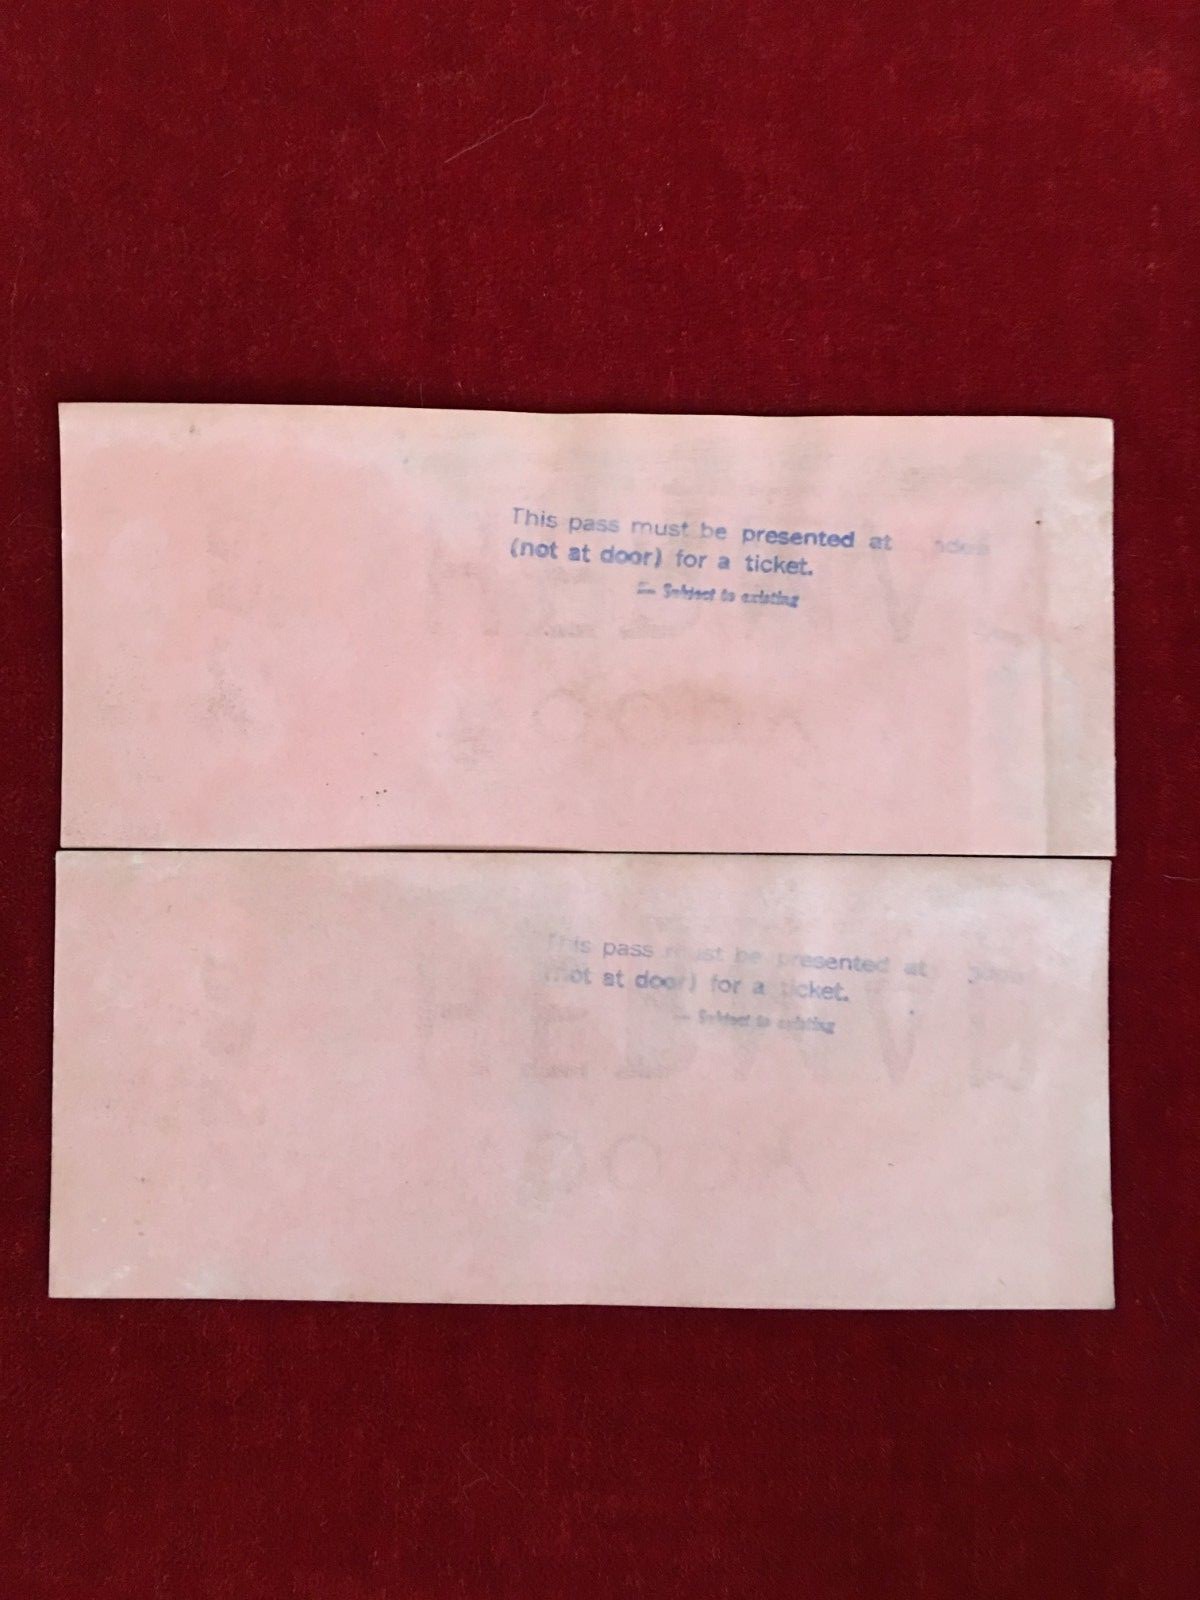 This pass must be presented at
(not at door) for a ticket.
Subject to existing
This pass must be presented at
(not at door) for a ticket.
Subject to existing